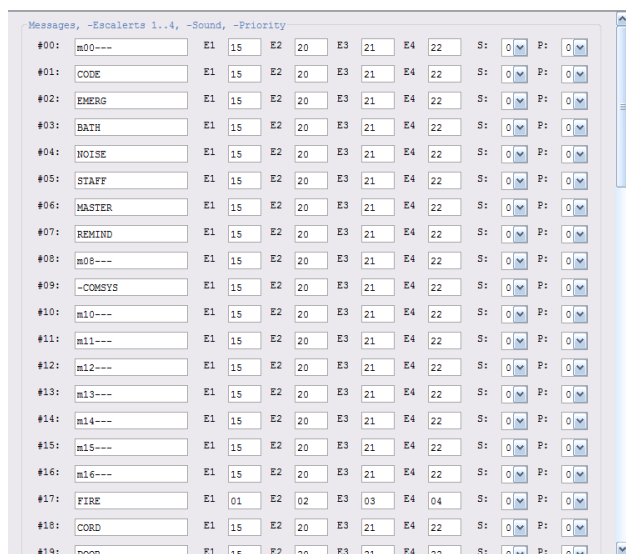 Messages, -Escalerts 1..4, -Sound, -Priority
#00: m00--- E1 15 E2 20 E3 21 E4 22 S: 0 P: 0
#01: CODE E1 15 E2 20 E3 21 E4 22 S: 0 P: 0
#02: EMERG E1 15 E2 20 E3 21 E4 22 S: 0 P: 0
#03: BATH E1 15 E2 20 E3 21 E4 22 S: 0 P: 0
#04: NOISE E1 15 E2 20 E3 21 E4 22 S: 0 P: 0
#05: STAFF E1 15 E2 20 E3 21 E4 22 S: 0 P: 0
#06: MASTER E1 15 E2 20 E3 21 E4 22 S: 0 P: 0
#07: REMIND E1 15 E2 20 E3 21 E4 22 S: 0 P: 0
#08: m08--- E1 15 E2 20 E3 21 E4 22 S: 0 P: 0
#09: -COMSYS E1 15 E2 20 E3 21 E4 22 S: 0 P: 0
#10: m10--- E1 15 E2 20 E3 21 E4 22 S: 0 P: 0
#11: m11--- E1 15 E2 20 E3 21 E4 22 S: 0 P: 0
#12: m12--- E1 15 E2 20 E3 21 E4 22 S: 0 P: 0
#13: m13--- E1 15 E2 20 E3 21 E4 22 S: 0 P: 0
#14: m14--- E1 15 E2 20 E3 21 E4 22 S: 0 P: 0
#15: m15--- E1 15 E2 20 E3 21 E4 22 S: 0 P: 0
#16: m16--- E1 15 E2 20 E3 21 E4 22 S: 0 P: 0
#17: FIRE E1 01 E2 02 E3 03 E4 04 S: 0 P: 0
#18: CORD E1 15 E2 20 E3 21 E4 22 S: 0 P: 0
#19: DOOR E1 15 E2 20 E3 21 E4 22 S: 0 P: 0